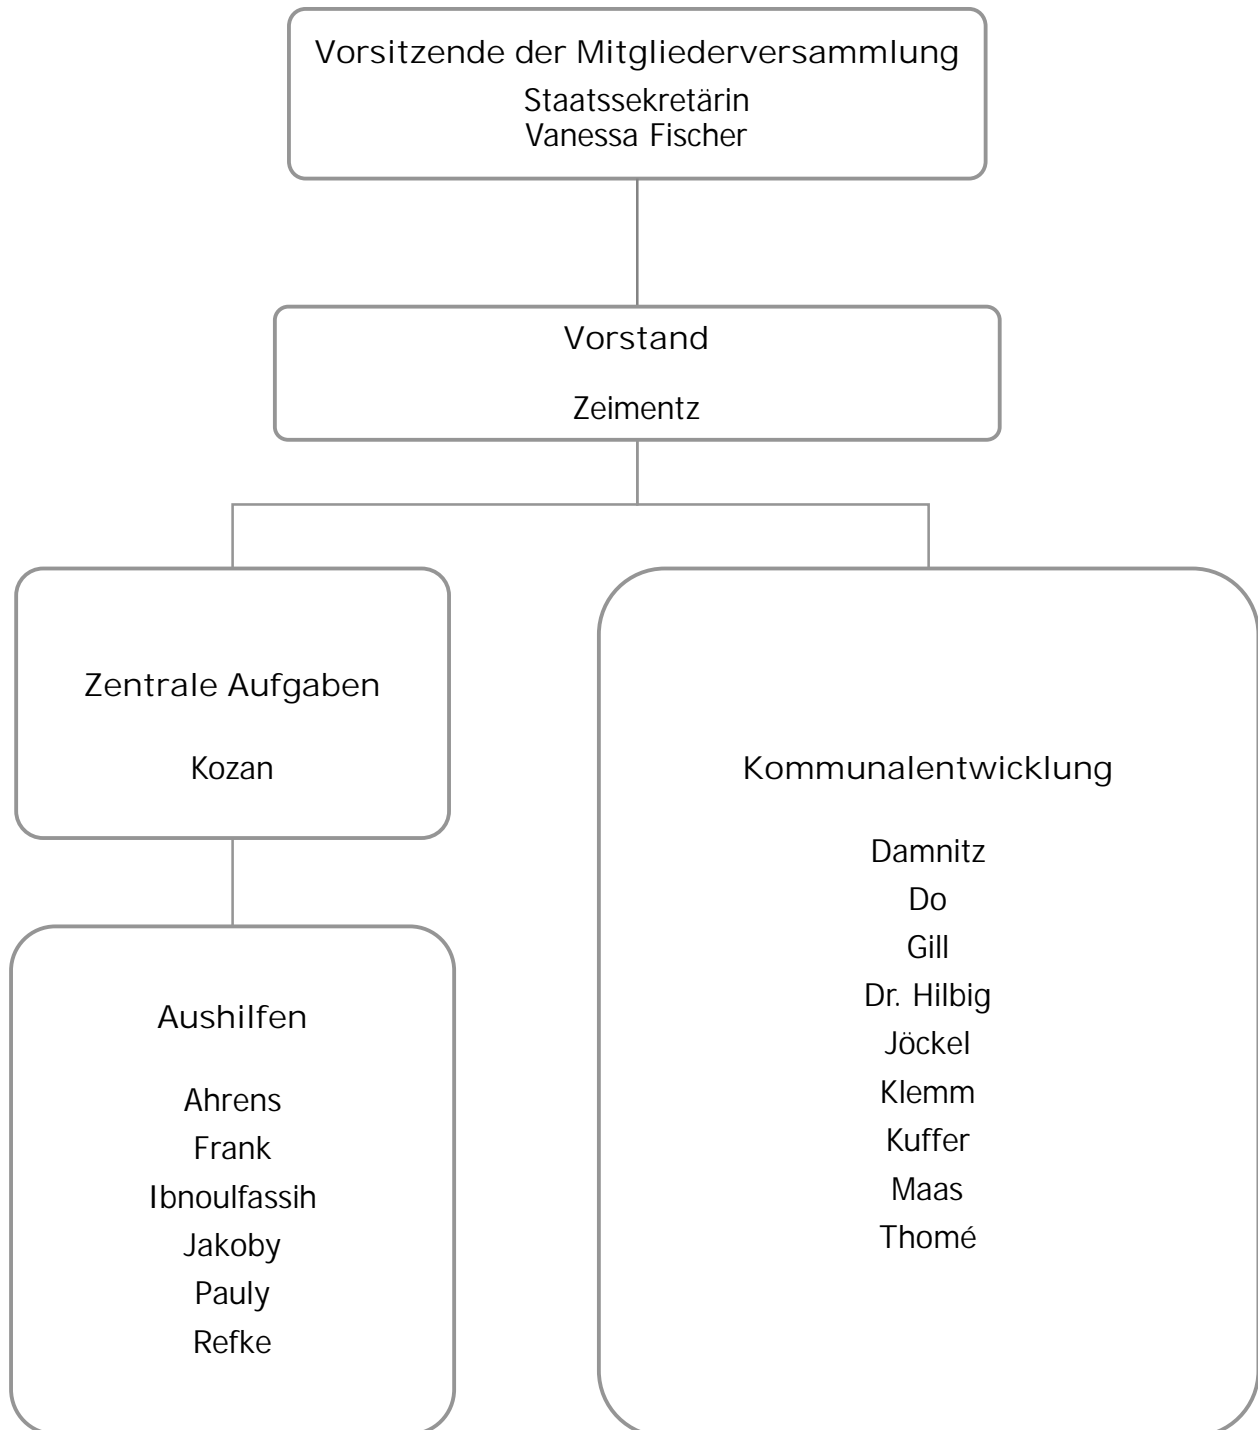 Vorsitzende der Mitgliederversammlung
Staatssekretärin
Vanessa Fischer
Vorstand
Zeimentz
Zentrale Aufgaben
Kozan
Aushilfen
Ahrens
Frank
Ibnoulfassih
Jakoby
Pauly
Refke
Kommunalentwicklung
Damnitz
Do
Gill
Dr. Hilbig
Jöckel
Klemm
Kuffer
Maas
Thomé